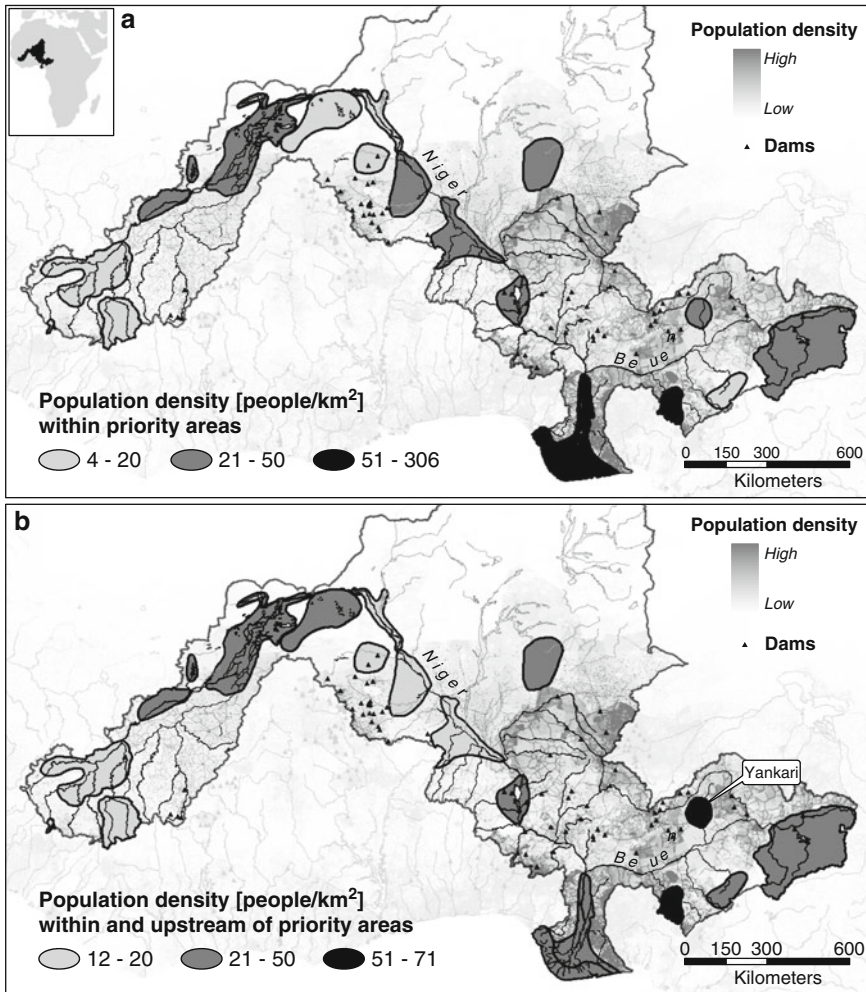 a
Population density
High
Low
▲ Dams
Niger
Be ue
Population density [people/km²]
within priority areas
4 - 20
21 - 50
51 - 306
0 150 300 600
Kilometers
b
Population density
High
Low
▲ Dams
Niger
Yankari
Be ue
Population density [people/km²]
within and upstream of priority areas
12 - 20
21 - 50
51 - 71
0 150 300 600
Kilometers